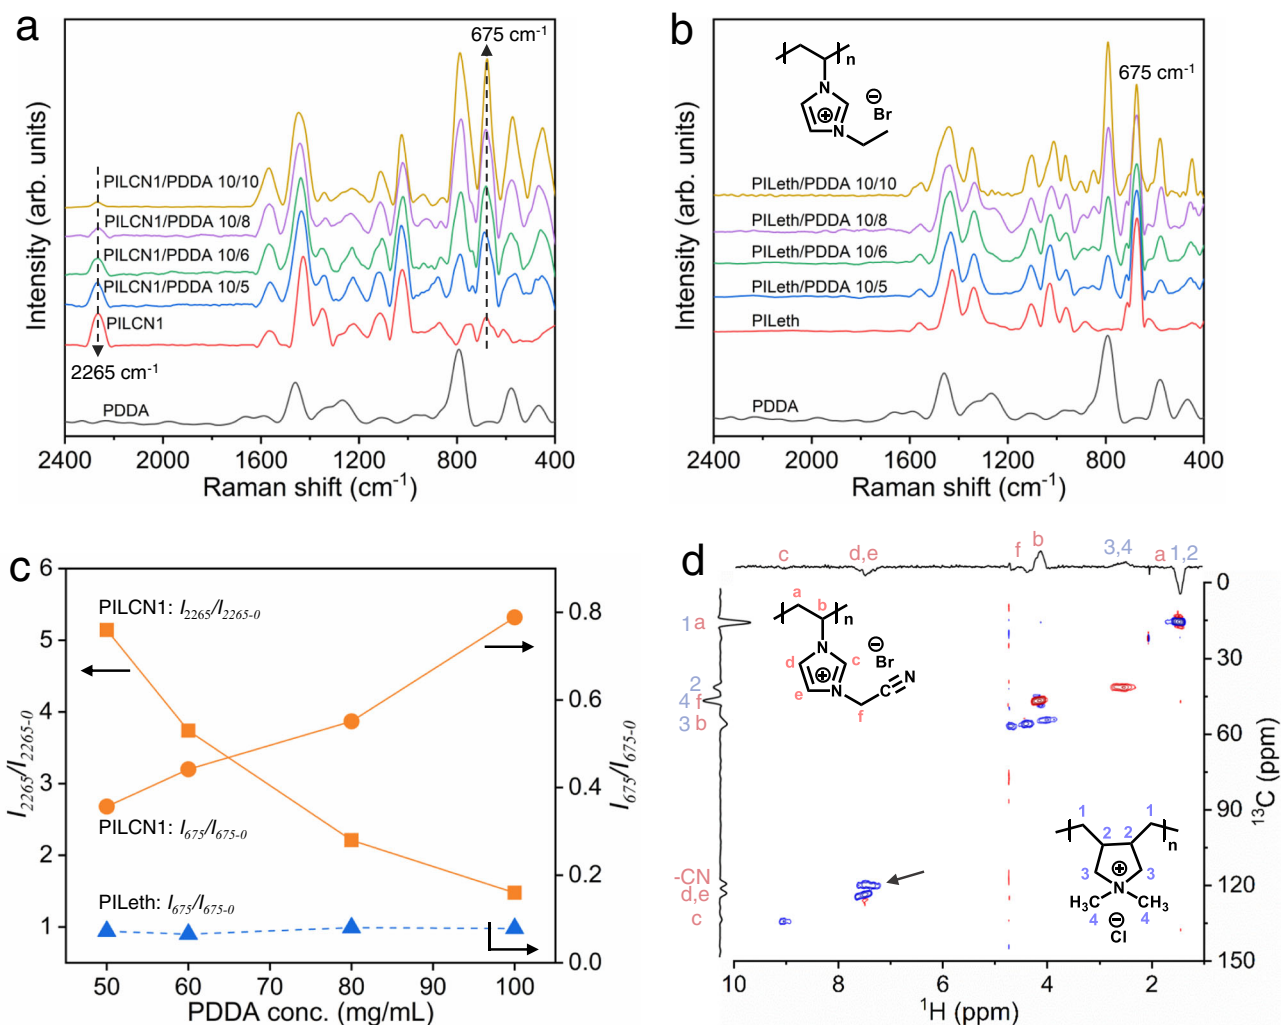 a
675 cm-1
Intensity (arb. units)
PILCN1/PDDA 10/10
PILCN1/PDDA 10/8
PILCN1/PDDA 10/6
PILCN1/PDDA 10/5
PILCN1
2265 cm-1
PDDA
2400 2000 1600 1200 800 400
Raman shift (cm-1)
b
n
N
N
Br
675 cm-1
Intensity (arb. units)
PILeth/PDDA 10/10
PILeth/PDDA 10/8
PILeth/PDDA 10/6
PILeth/PDDA 10/5
PILeth
PDDA
2400 2000 1600 1200 800 400
Raman shift (cm-1)
c
6
5
4
3
2
1
I2265/I2265-0
PILCN1: I2265/I2265-0
PILCN1: I675/I675-0
PILeth: I675/I675-0
0.8
0.6
0.4
0.2
0.0
I675/I675-0
50 60 70 80 90 100
PDDA conc. (mg/mL)
d
c d,e f b 3,4 a 1,2
1 a
2
4 f
3 b
-CN
d,e
c
a
b
n
N
d
c
Br
e
N
N
f
1 1
n
2 2
3 3
N
H3C CH3
4 4
Cl
0
30
60
90
120
150
13C (ppm)
10 8 6 4 2
1H (ppm)